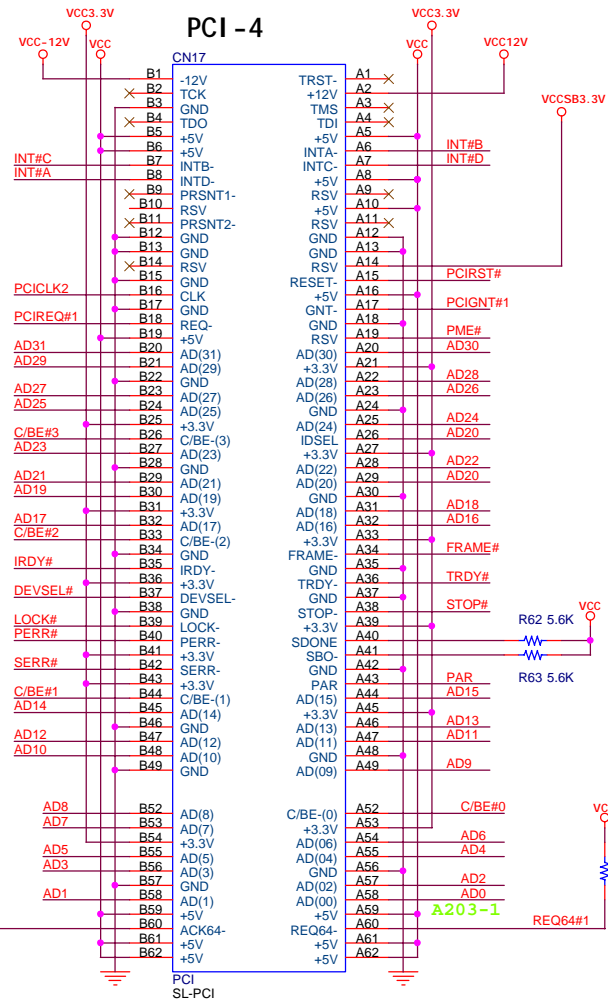 VCC3.3V PCI-4 VCC3.3V
VCC-12V VCC CN17 VCC VCC12V
B1 -12V TRST- A1
B2 TCK +12V A2
VCCSB3.3V
B3 GND TMS A3
B4 TDO TDI A4
B5 +5V +5V A5
B6 +5V INTA- A6 INT#B
INT#C B7 INTB- INTC- A7 INT#D
INT#A B8 INTD- +5V A8
B9 PRSNT1- RSV A9
B10 RSV +5V A10
B11 PRSNT2- RSV A11
B12 GND GND A12
B13 GND GND A13
B14 RSV RSV A14
B15 GND RESET- A15 PCIRST#
PCICLK2 B16 CLK +5V A16
B17 GND GNT- A17 PCIGNT#1
PCIREQ#1 B18 REQ- GND A18
B19 +5V RSV A19 PME#
AD31 B20 AD(31) AD(30) A20 AD30
AD29 B21 AD(29) +3.3V A21
B22 GND AD(28) A22 AD28
AD27 B23 AD(27) AD(26) A23 AD26
AD25 B24 AD(25) GND A24
B25 +3.3V AD(24) A25 AD24
C/BE#3 B26 C/BE-(3) IDSEL A26 AD20
AD23 B27 AD(23) +3.3V A27
B28 GND AD(22) A28 AD22
AD21 B29 AD(21) AD(20) A29 AD20
AD19 B30 AD(19) GND A30
B31 +3.3V AD(18) A31 AD18
AD17 B32 AD(17) AD(16) A32 AD16
C/BE#2 B33 C/BE-(2) +3.3V A33
B34 GND FRAME- A34 FRAME#
IRDY# B35 IRDY- GND A35
B36 +3.3V TRDY- A36 TRDY#
DEVSEL# B37 DEVSEL- GND A37
B38 GND STOP- A38 STOP# VCC
LOCK# B39 LOCK- +3.3V A39 R62 5.6K
PERR# B40 PERR- SDONE A40
B41 +3.3V SBO- A41
SERR# B42 SERR- GND A42 R63 5.6K
B43 +3.3V PAR A43 PAR
C/BE#1 B44 C/BE-(1) AD(15) A44 AD15
AD14 B45 AD(14) +3.3V A45
B46 GND AD(13) A46 AD13
AD12 B47 AD(12) AD(11) A47 AD11
AD10 B48 AD(10) GND A48
B49 GND AD(09) A49 AD9
AD8 B52 AD(8) C/BE-(0) A52 C/BE#0
AD7 B53 AD(7) +3.3V A53
B54 +3.3V AD(06) A54 AD6
AD5 B55 AD(5) AD(04) A55 AD4
AD3 B56 AD(3) GND A56
B57 GND AD(02) A57 AD2
AD1 B58 AD(1) AD(00) A58 AD0
B59 +5V +5V A59 A203-1
B60 ACK64- REQ64- A60 REQ64#1
B61 +5V +5V A61
B62 +5V +5V A62
PCI
SL-PCI